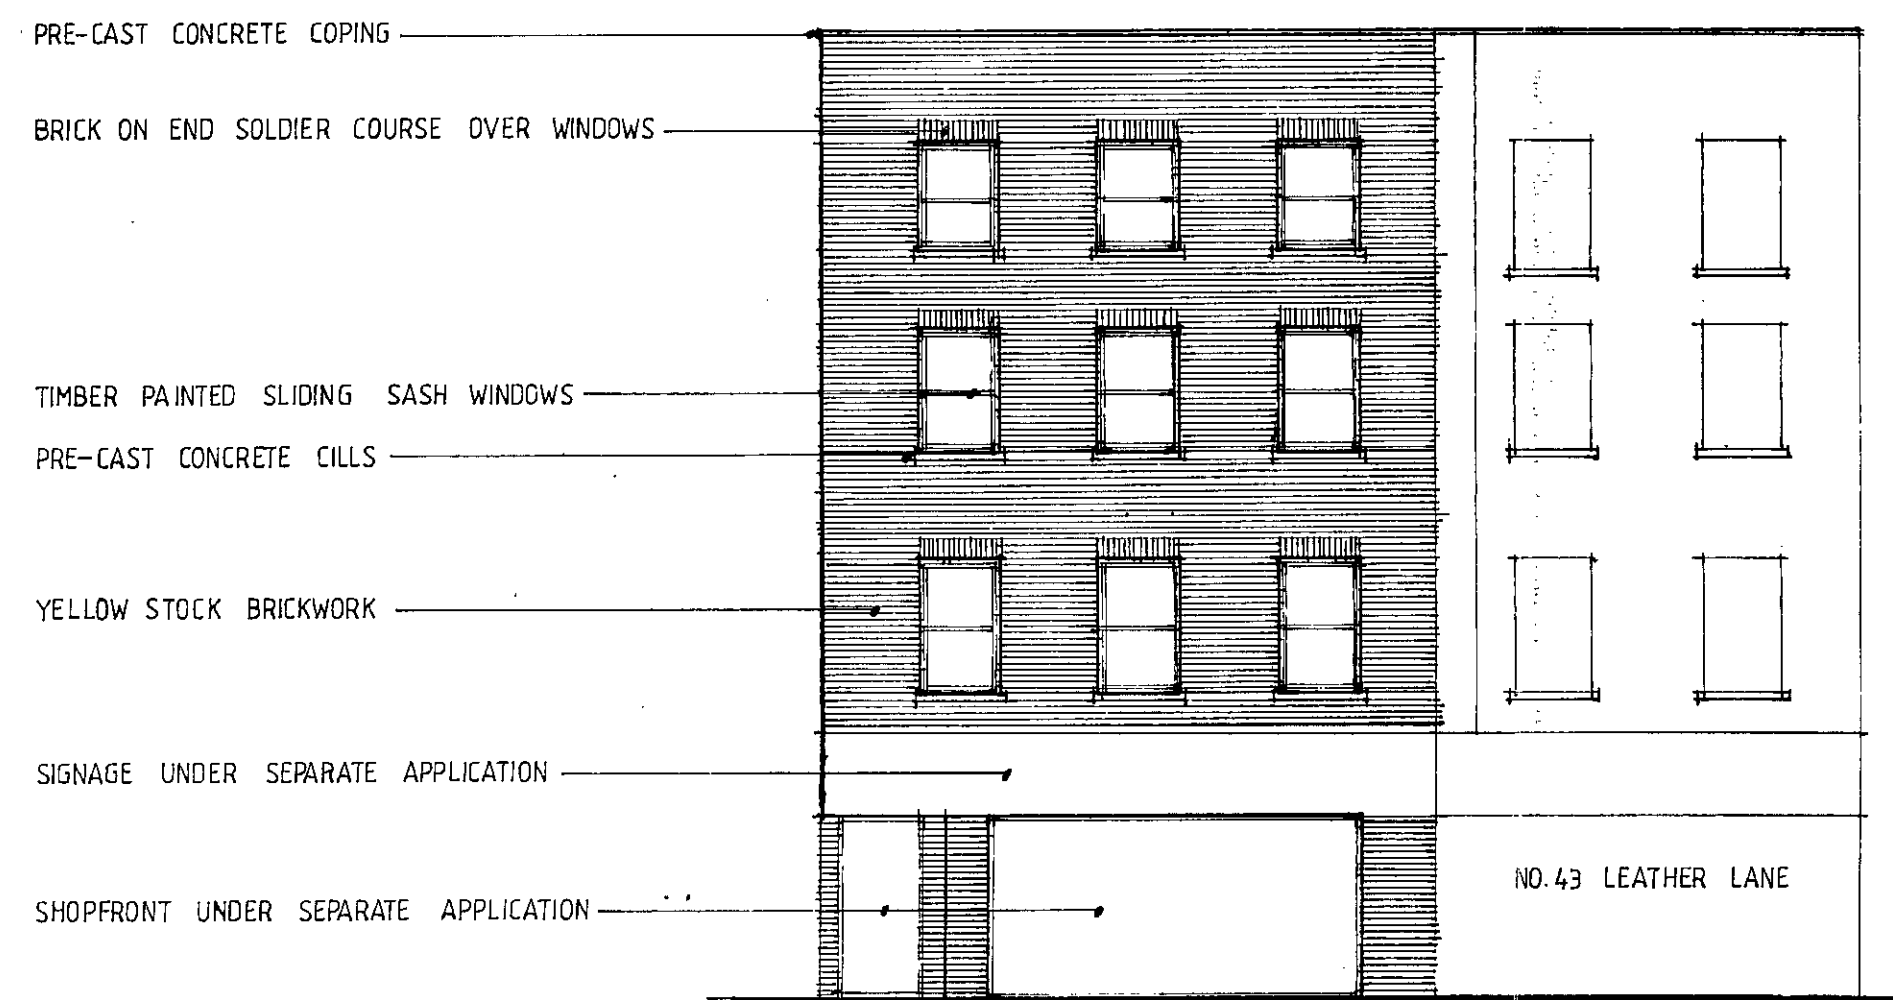 PRE-CAST CONCRETE COPING
BRICK ON END SOLDIER COURSE OVER WINDOWS
TIMBER PAINTED SLIDING SASH WINDOWS
PRE-CAST CONCRETE CILLS
YELLOW STOCK BRICKWORK
SIGNAGE UNDER SEPARATE APPLICATION
SHOPFRONT UNDER SEPARATE APPLICATION
NO. 43 LEATHER LANE